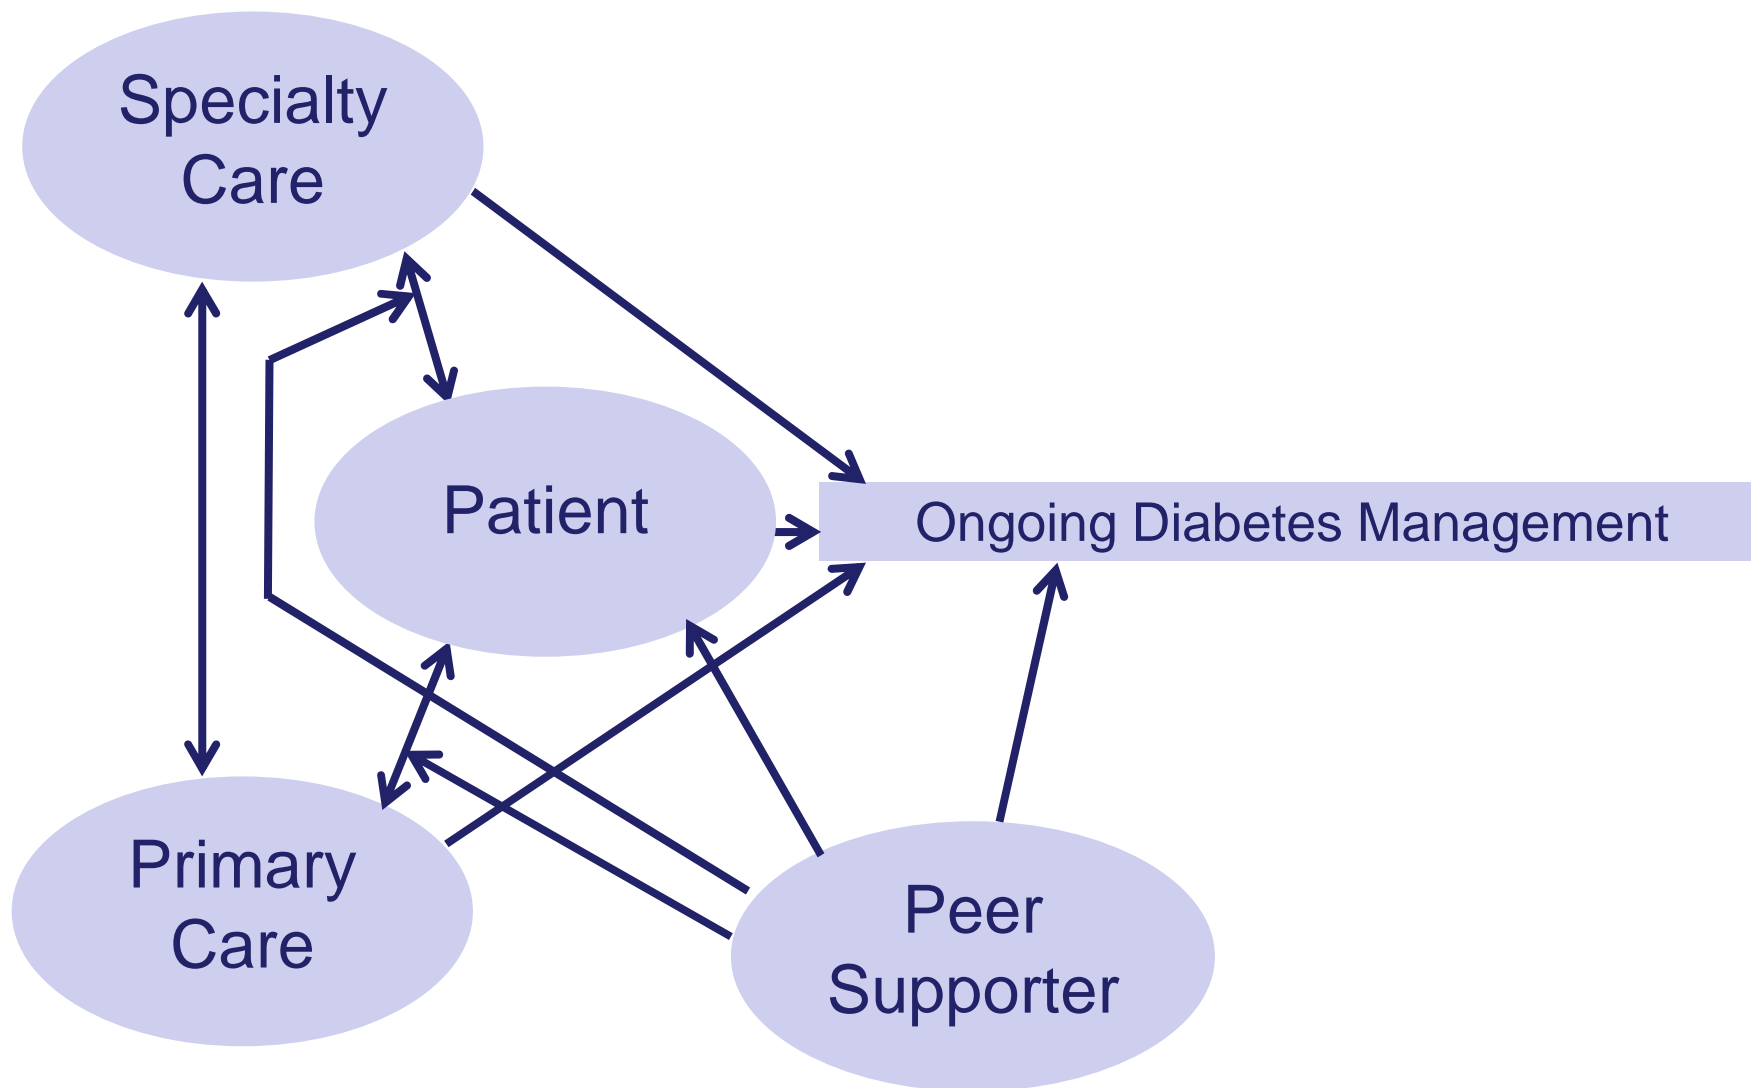 Specialty
Care
Patient
Ongoing Diabetes Management
Primary
Care
Peer
Supporter